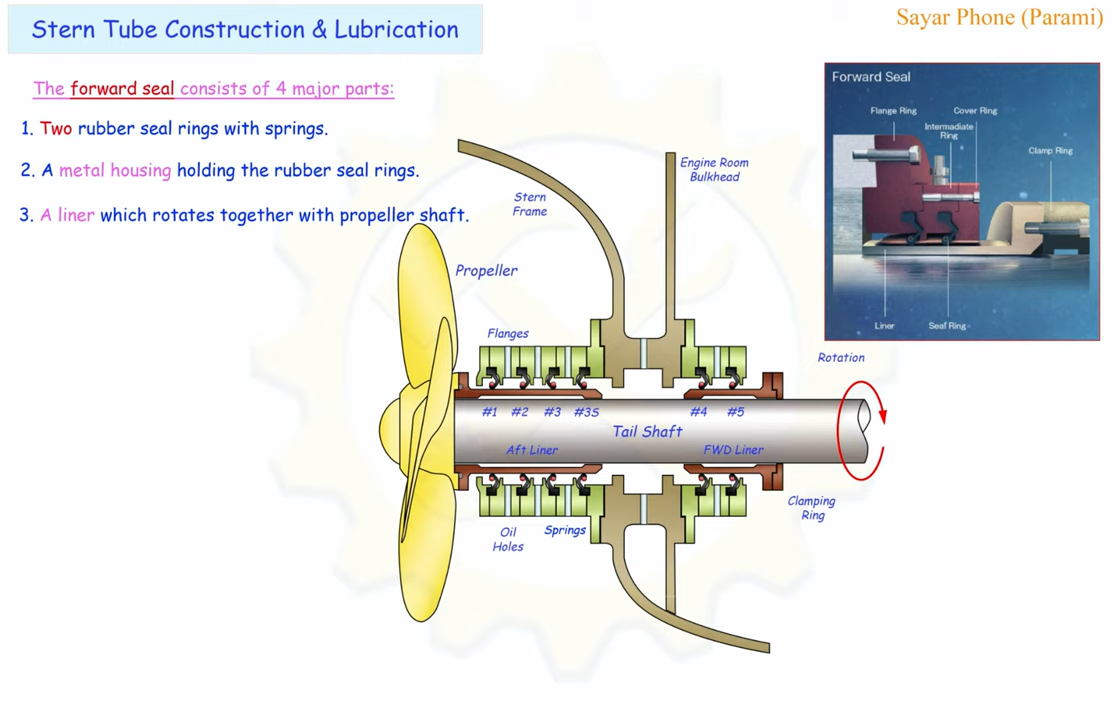 Stern Tube Construction & Lubrication
Sayar Phone (Parami)
The forward seal consists of 4 major parts:
1. Two rubber seal rings with springs.
2. A metal housing holding the rubber seal rings.
3. A liner which rotates together with propeller shaft.
Forward Seal
Flange Ring
Cover Ring
Intermadiate
Ring
Clamp Ring
Liner
Seaf Ring
Engine Room
Bulkhead
Stern
Frame
Propeller
Flanges
Rotation
#1 #2 #3 #3S #4 #5
Tail Shaft
Aft Liner
FWD Liner
Clamping
Ring
Oil
Holes
Springs